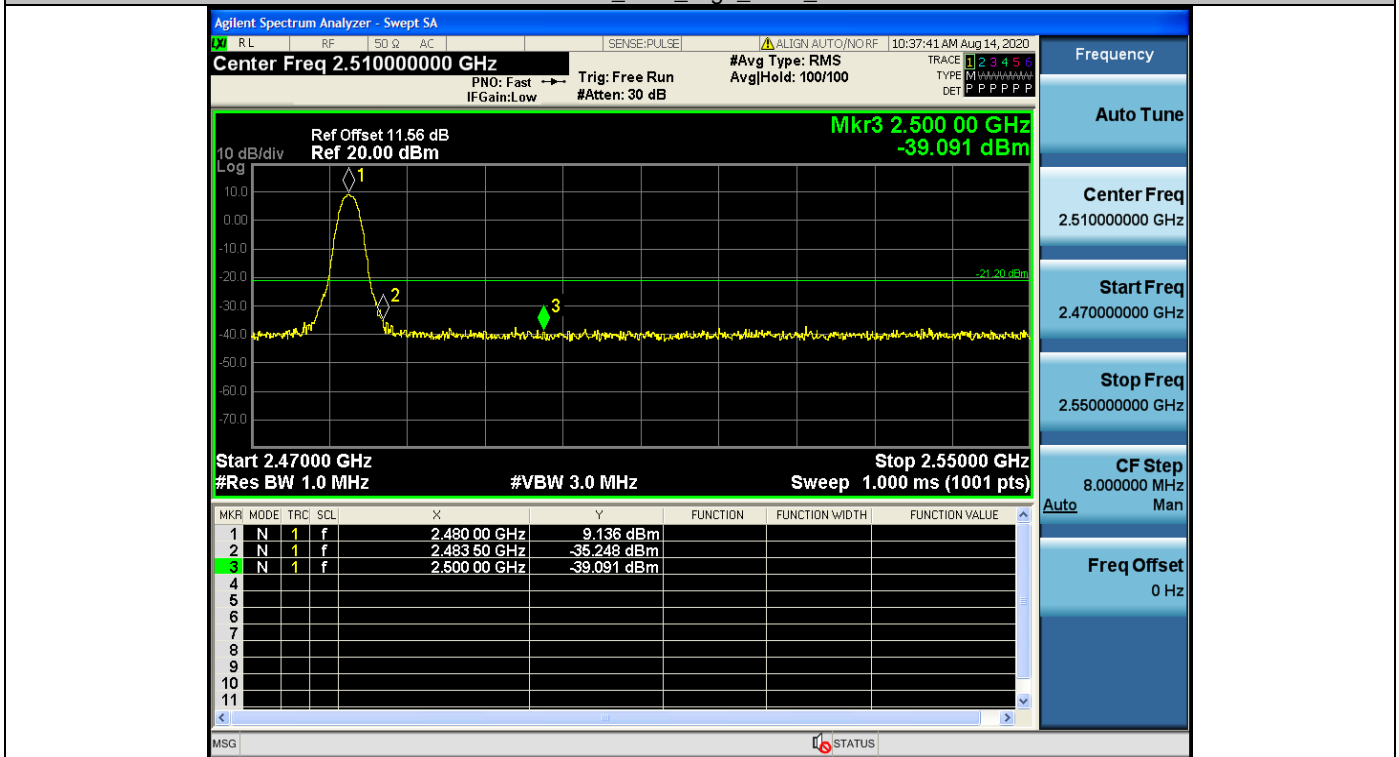 Agilent Spectrum Analyzer - Swept SA
LXI RL RF 50 Ω AC SENSE:PULSE ALIGN AUTO/NO RF 10:37:41 AM Aug 14, 2020
Center Freq 2.510000000 GHz
PNO: Fast
IFGain:Low
Trig: Free Run
#Atten: 30 dB
#Avg Type: RMS
Avg|Hold: 100/100
TRACE 1 2 3 4 5 6
TYPE M WWWWW
DET P P P P P P
Mkr3 2.500 00 GHz
-39.091 dBm
Ref Offset 11.56 dB
10 dB/div Ref 20.00 dBm
Log
10.0
0.00
-10.0
-20.0
-30.0
-40.0
-50.0
-60.0
-70.0
1
2
3
-21.20 dBm
Start 2.47000 GHz Stop 2.55000 GHz
#Res BW 1.0 MHz #VBW 3.0 MHz Sweep 1.000 ms (1001 pts)
MKR MODE TRC SCL X Y FUNCTION FUNCTION WIDTH FUNCTION VALUE
1 N 1 f 2.480 00 GHz 9.136 dBm
2 N 1 f 2.483 50 GHz -35.248 dBm
3 N 1 f 2.500 00 GHz -39.091 dBm
4
5
6
7
8
9
10
11
MSG STATUS
Frequency
Auto Tune
Center Freq
2.510000000 GHz
Start Freq
2.470000000 GHz
Stop Freq
2.550000000 GHz
CF Step
8.000000 MHz
Auto Man
Freq Offset
0 Hz